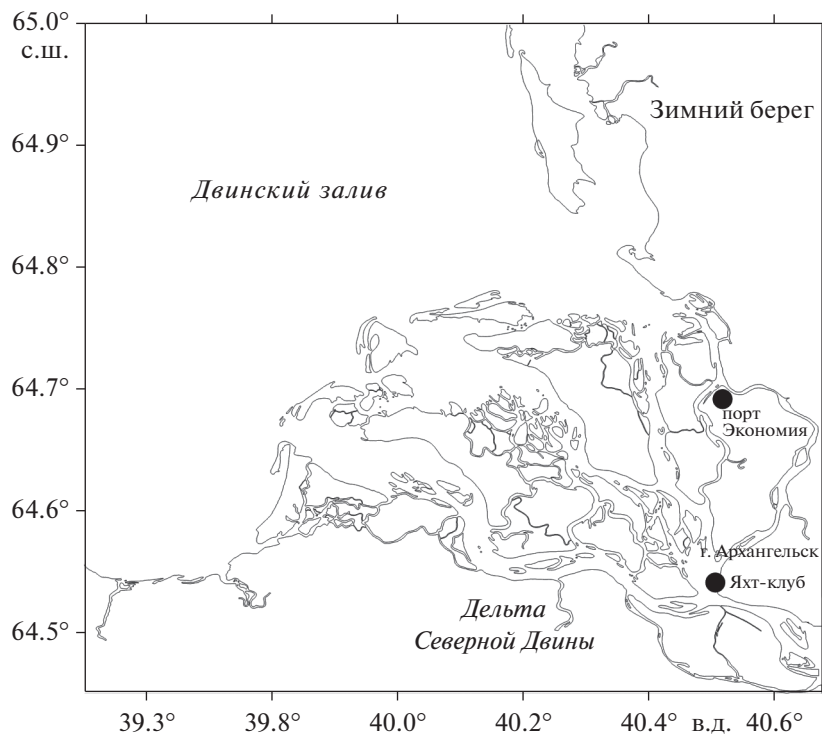 65.0°
с.ш.
Зимний берег
64.9°
Двинский залив
64.8°
64.7°
порт
Экономия
64.6°
г. Архангельск
Яхт-клуб
Дельта
Северной Двины
64.5°
39.3° 39.8° 40.0° 40.2° 40.4° в.д. 40.6°